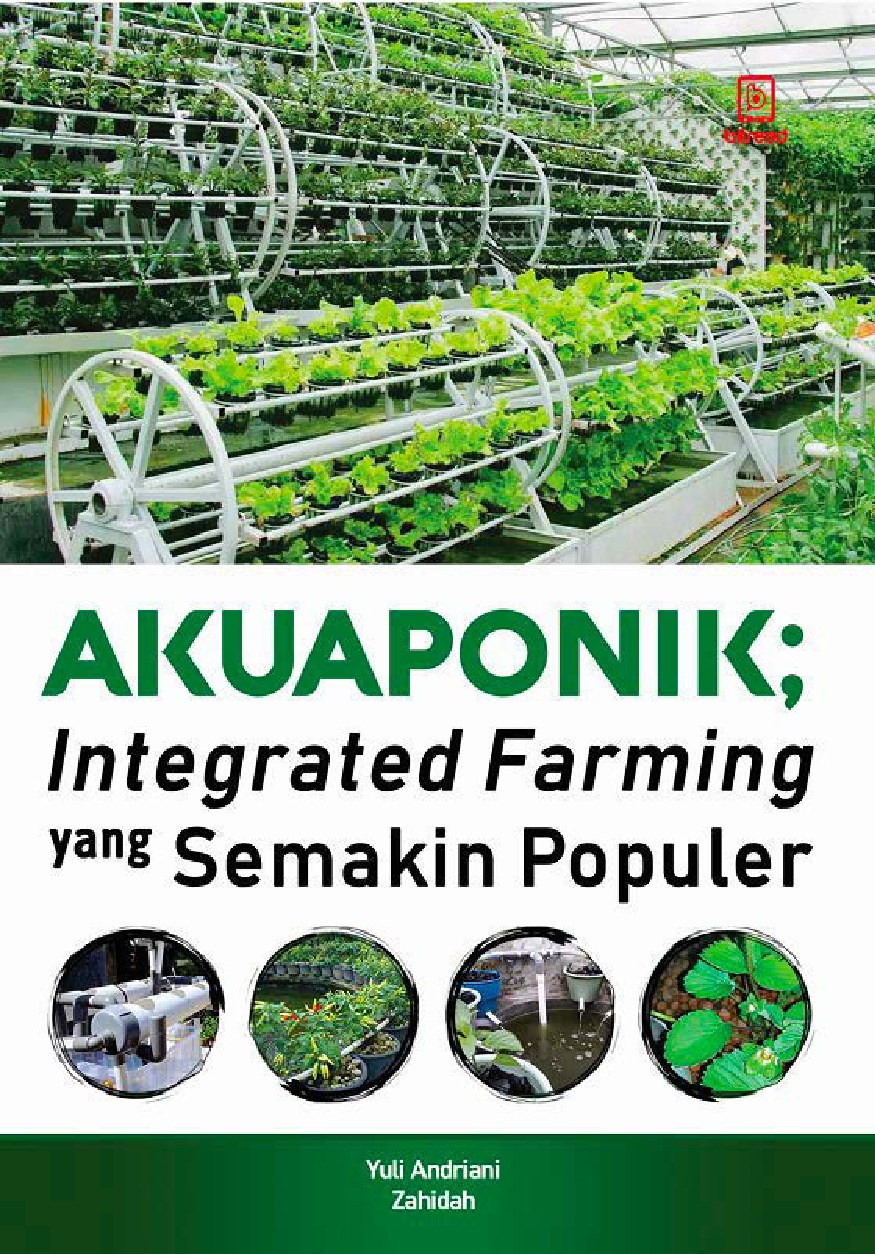 b
bitread
AKUAPONIK;
Integrated Farming
yang Semakin Populer
Yuli Andriani
Zahidah